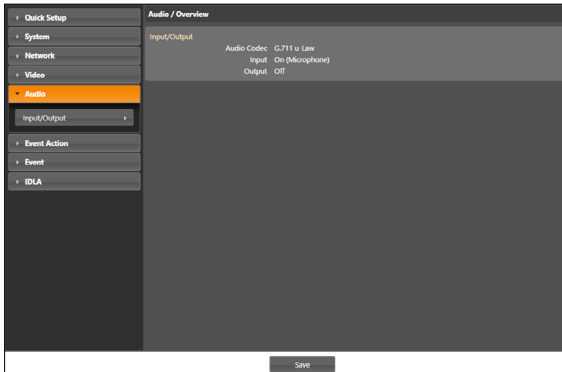 Quick Setup
System
Network
Video
Audio
Input/Output
Event Action
Event
IDLA
Audio / Overview
Input/Output
Audio Codec G.711 u Law
Input On (Microphone)
Output Off
Save